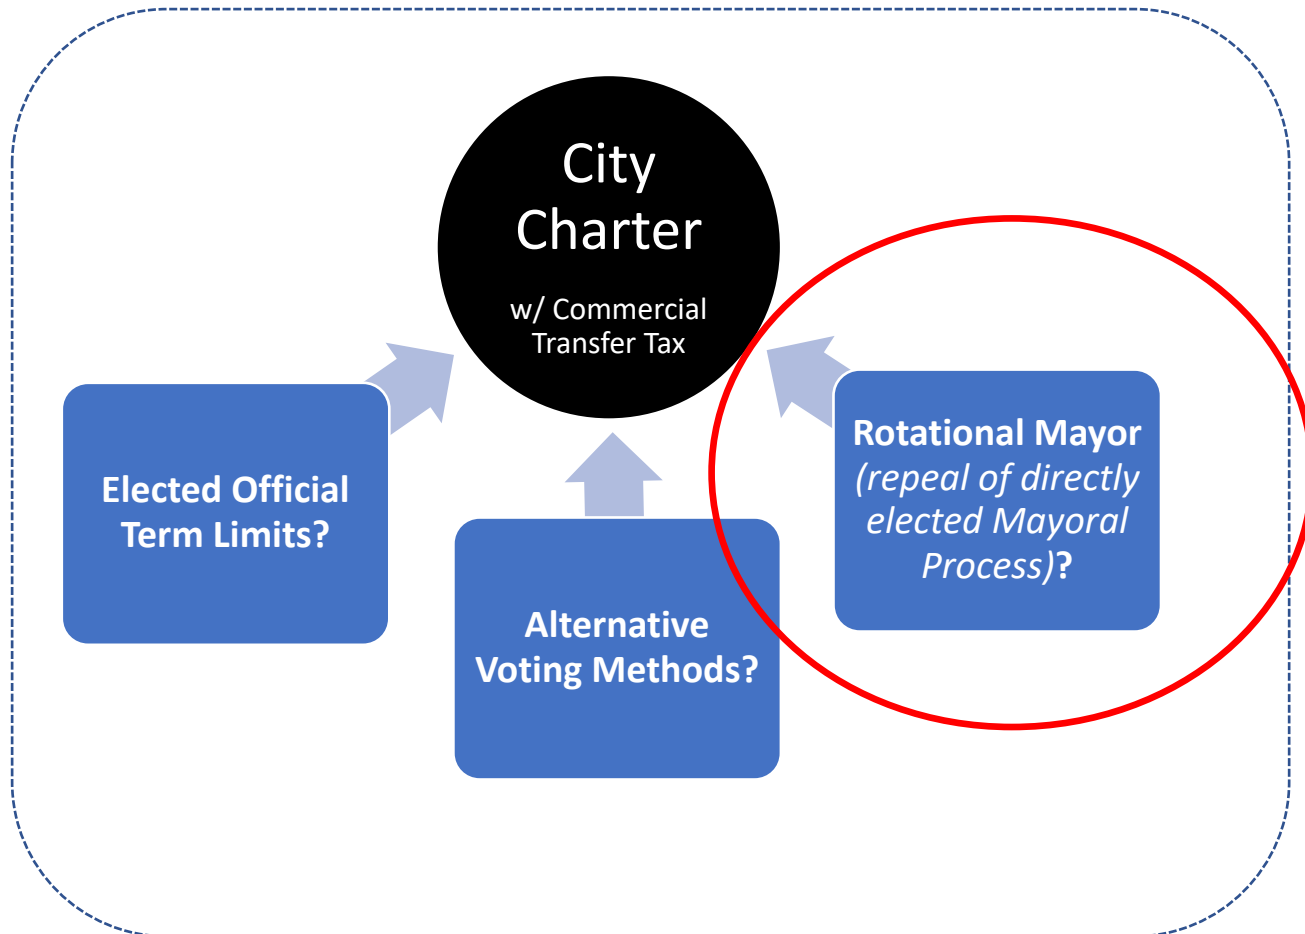 City
Charter
w/ Commercial
Transfer Tax
Elected Official
Term Limits?
Alternative
Voting Methods?
Rotational Mayor
(repeal of directly
elected Mayoral
Process)?